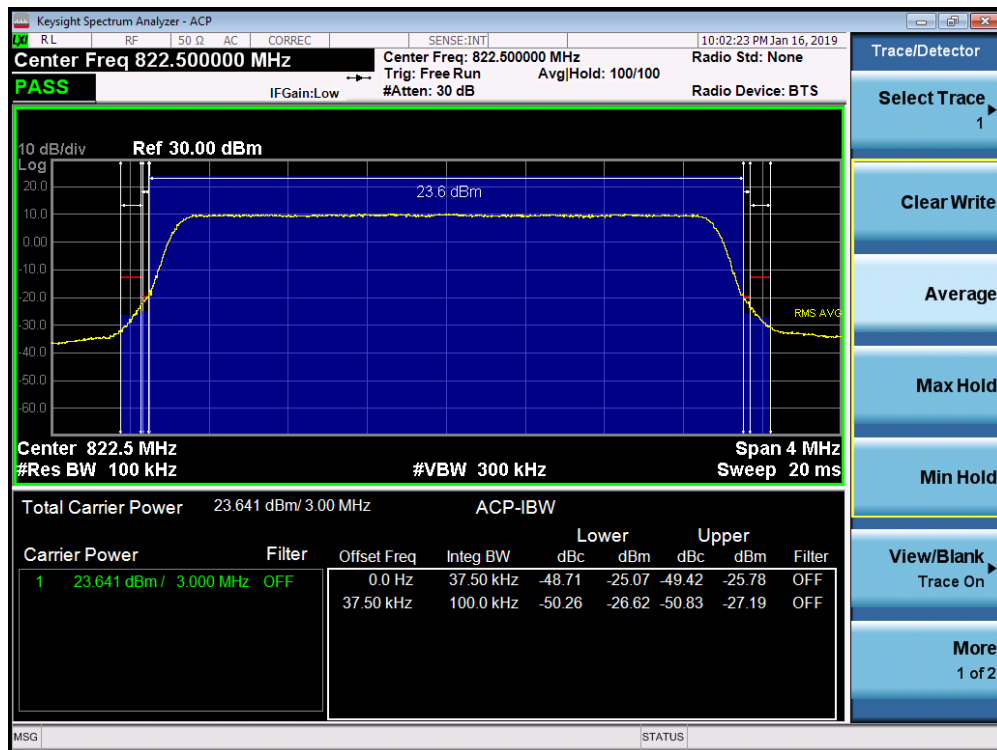 Keysight Spectrum Analyzer - ACP
LXI RL RF 50 Ω AC CORREC SENSE:INT 10:02:23 PM Jan 16, 2019
Center Freq 822.500000 MHz
Center Freq: 822.500000 MHz Radio Std: None
Trig: Free Run Avg|Hold: 100/100
PASS
IFGain:Low #Atten: 30 dB Radio Device: BTS
10 dB/div Ref 30.00 dBm
Log
20.0
23.6 dBm
10.0
0.00
-10.0
-20.0
-30.0
RMS AVG
-40.0
-50.0
-60.0
Center 822.5 MHz Span 4 MHz
#Res BW 100 kHz #VBW 300 kHz Sweep 20 ms
Total Carrier Power 23.641 dBm/ 3.00 MHz ACP-IBW
Lower Upper
Carrier Power Filter Offset Freq Integ BW dBc dBm dBc dBm Filter
1 23.641 dBm / 3.000 MHz OFF 0.0 Hz 37.50 kHz -48.71 -25.07 -49.42 -25.78 OFF
37.50 kHz 100.0 kHz -50.26 -26.62 -50.83 -27.19 OFF
MSG STATUS
Trace/Detector
Select Trace
1
Clear Write
Average
Max Hold
Min Hold
View/Blank
Trace On
More
1 of 2